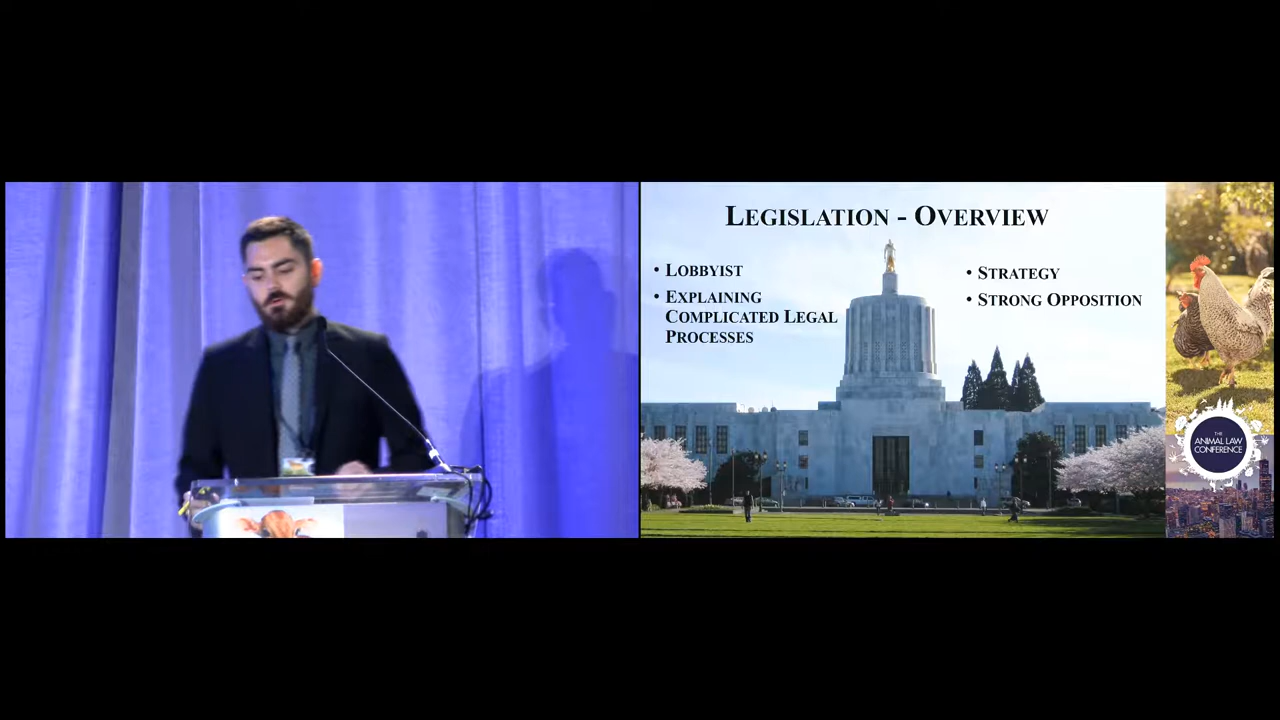 LEGISLATION - OVERVIEW
• LOBBYIST
• EXPLAINING
COMPLICATED LEGAL
PROCESSES
• STRATEGY
• STRONG OPPOSITION
THE
ANIMAL LAW
CONFERENCE